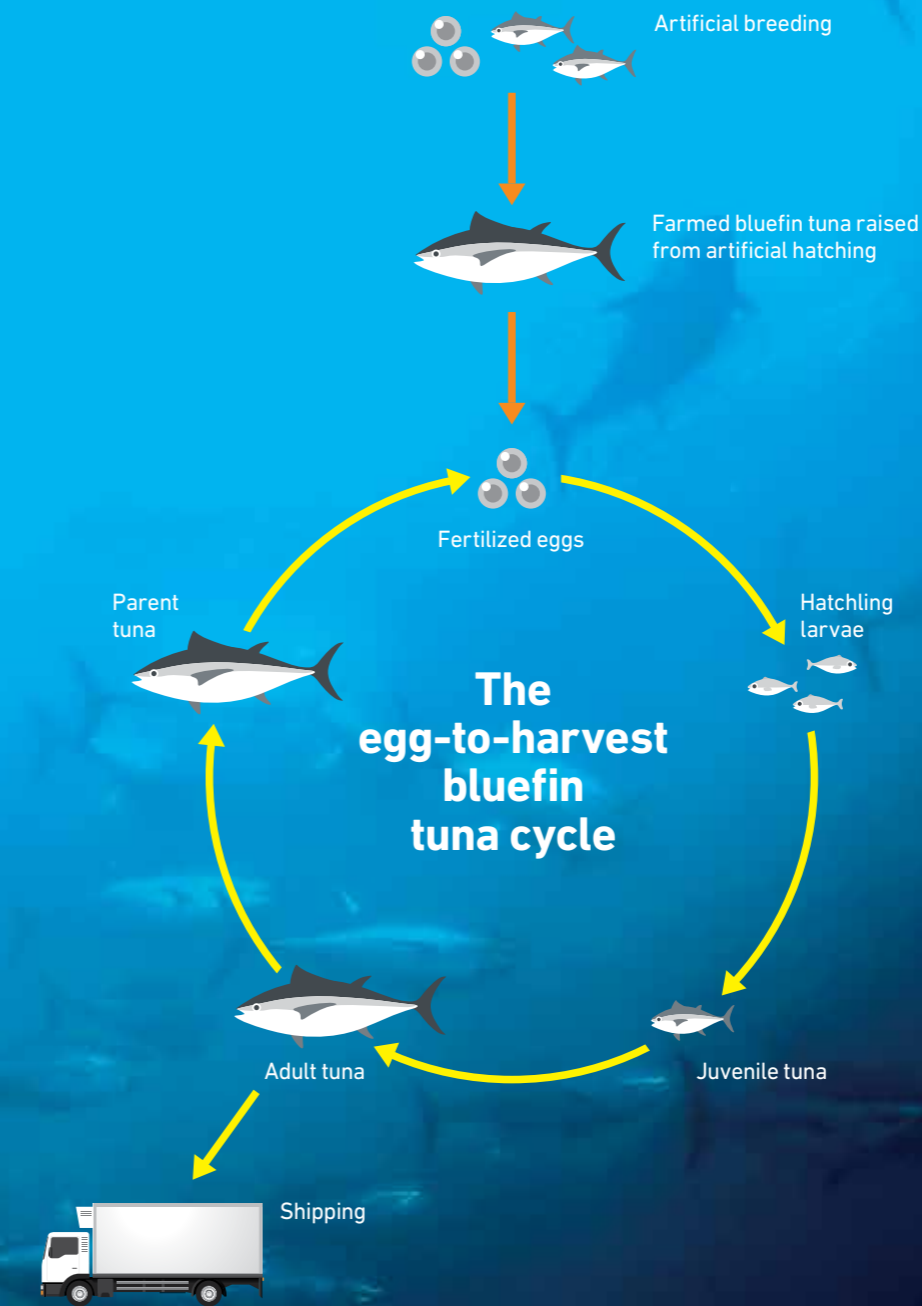 Artificial breeding
Farmed bluefin tuna raised
from artificial hatching
Fertilized eggs
Parent
tuna
Hatchling
larvae
The
egg-to-harvest
bluefin
tuna cycle
Adult tuna
Juvenile tuna
Shipping